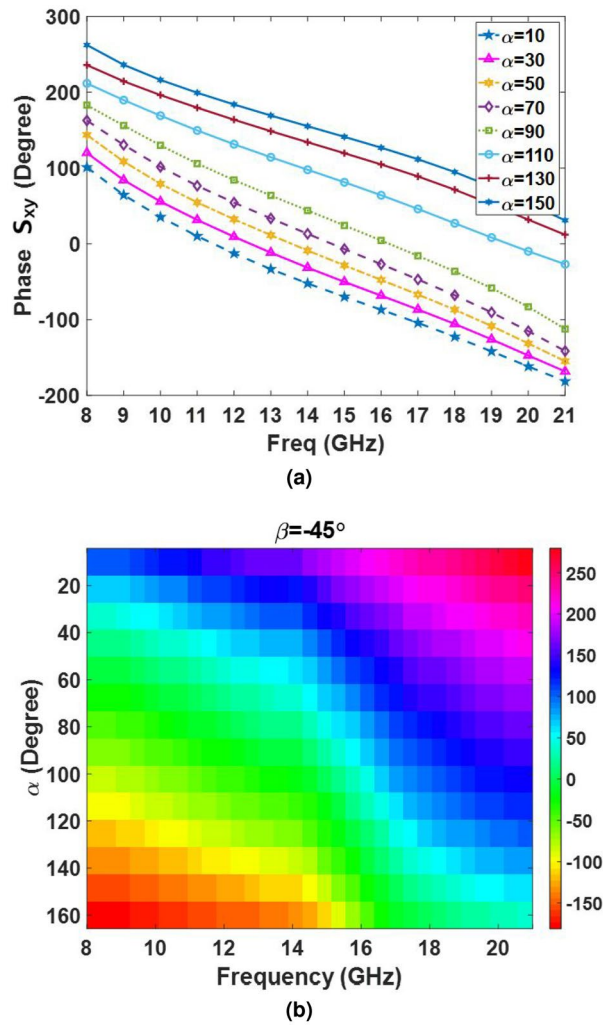 300
200
100
0
-100
-200
Phase Sxy (Degree)
α=10
α=30
α=50
α=70
α=90
α=110
α=130
α=150
8 9 10 11 12 13 14 15 16 17 18 19 20 21
Freq (GHz)
(a)
β=-45°
20
40
60
80
100
120
140
160
α (Degree)
250
200
150
100
50
0
-50
-100
-150
8 10 12 14 16 18 20
Frequency (GHz)
(b)